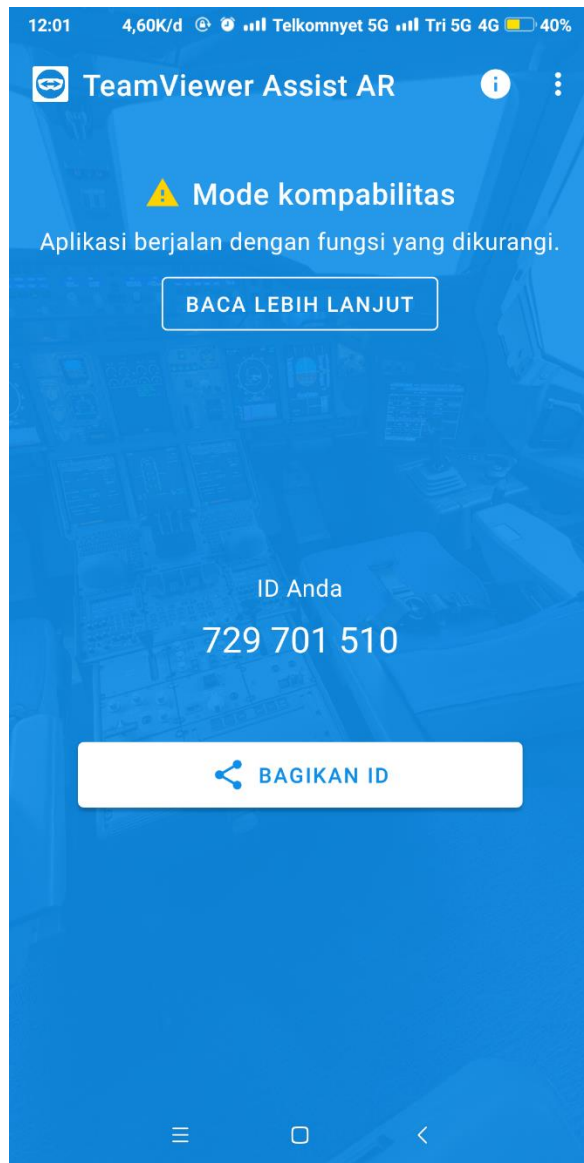 12:01 4,60K/d Telkomnyet 5G Tri 5G 4G 40%
TeamViewer Assist AR
Mode kompabilitas
Aplikasi berjalan dengan fungsi yang dikurangi.
BACA LEBIH LANJUT
ID Anda
729 701 510
BAGIKAN ID